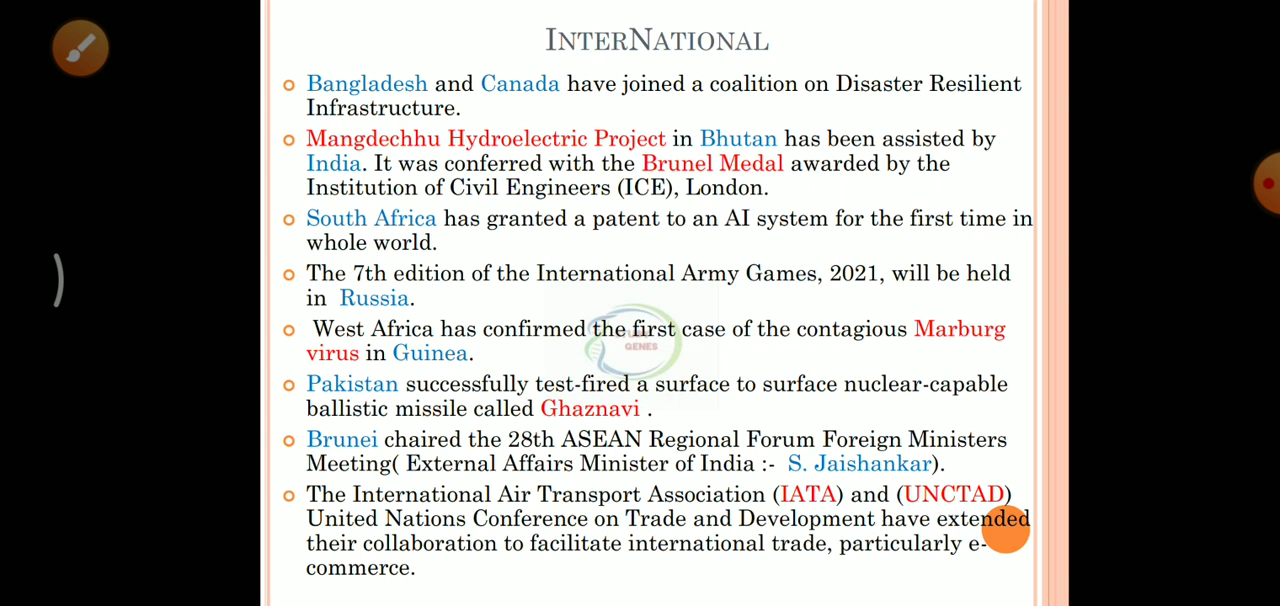 INTERNATIONAL
Bangladesh and Canada have joined a coalition on Disaster Resilient
Infrastructure.
Mangdechhu Hydroelectric Project in Bhutan has been assisted by
India. It was conferred with the Brunel Medal awarded by the
Institution of Civil Engineers (ICE), London.
South Africa has granted a patent to an AI system for the first time in
whole world.
The 7th edition of the International Army Games, 2021, will be held
in Russia.
West Africa has confirmed the first case of the contagious Marburg
virus in Guinea.
GENES
Pakistan successfully test-fired a surface to surface nuclear-capable
ballistic missile called Ghaznavi .
Brunei chaired the 28th ASEAN Regional Forum Foreign Ministers
Meeting( External Affairs Minister of India :- S. Jaishankar).
The International Air Transport Association (IATA) and (UNCTAD)
United Nations Conference on Trade and Development have extended
their collaboration to facilitate international trade, particularly e-
commerce.